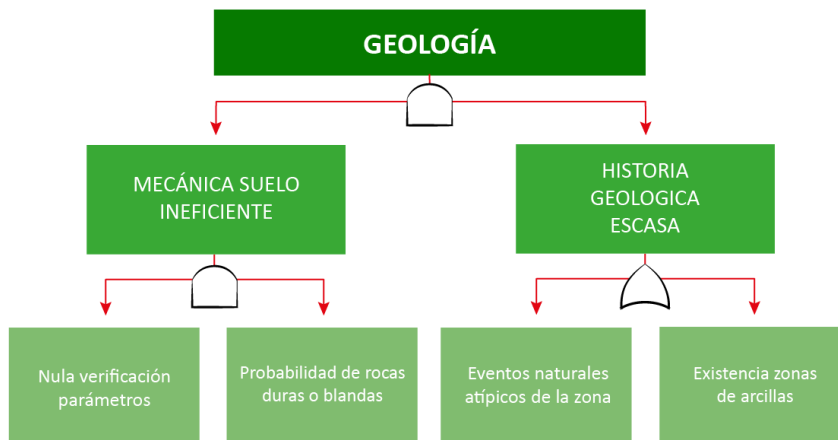 GEOLOGÍA
MECÁNICA SUELO
INEFICIENTE
HISTORIA
GEOLOGICA
ESCASA
Nula verificación
parámetros
Probabilidad de rocas
duras o blandas
Eventos naturales
atípicos de la zona
Existencia zonas
de arcillas